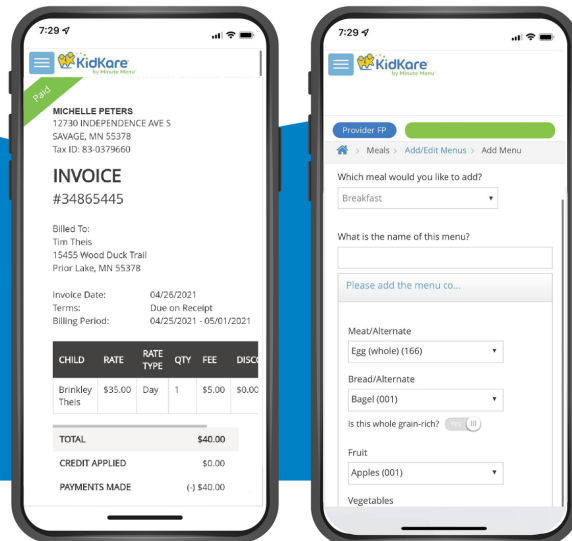 7:29
KidKare
by Minute Menu
Paid
MICHELLE PETERS
12730 INDEPENDENCE AVE S
SAVAGE, MN 55378
Tax ID: 83-0379660
INVOICE
#34865445
Billed To:
Tim Theis
15455 Wood Duck Trail
Prior Lake, MN 55378
Invoice Date: 04/26/2021
Terms: Due on Receipt
Billing Period: 04/25/2021 - 05/01/2021
CHILD RATE RATE TYPE QTY FEE DISCO
Brinkley Theis $35.00 Day 1 $5.00 $0.00
TOTAL $40.00
CREDIT APPLIED $0.00
PAYMENTS MADE (-) $40.00
7:29
KidKare
by Minute Menu
Provider FP
> Meals > Add/Edit Menus > Add Menu
Which meal would you like to add?
Breakfast
What is the name of this menu?
Please add the menu co...
Meat/Alternate
Egg (whole) (166)
Bread/Alternate
Bagel (001)
Is this whole grain-rich? Yes
Fruit
Apples (001)
Vegetables